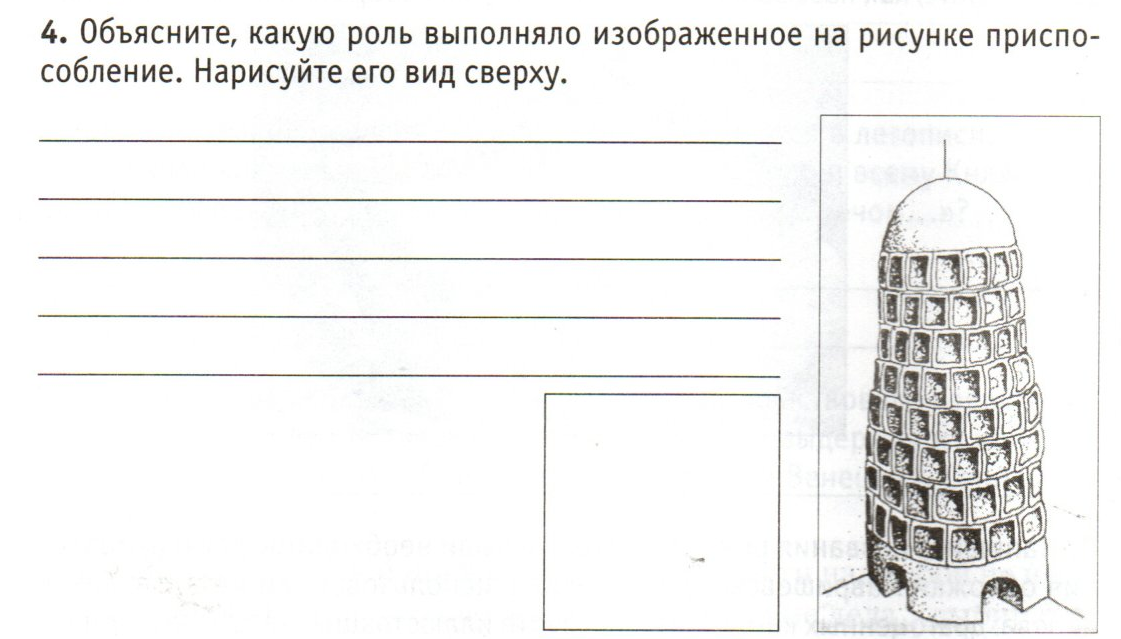 4. Объясните, какую роль выполняло изображенное на рисунке приспо-
собление. Нарисуйте его вид сверху.